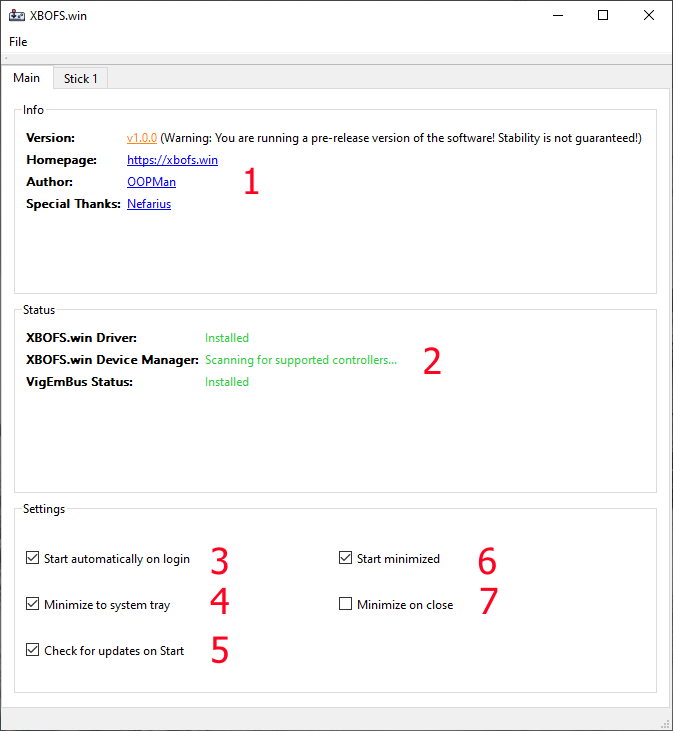 XBOFS.win
File
Main Stick 1
Info
Version: v1.0.0 (Warning: You are running a pre-release version of the software! Stability is not guaranteed!)
Homepage: https://xbofs.win
Author: OOPMan 1
Special Thanks: Nefarius
Status
XBOFS.win Driver: Installed
XBOFS.win Device Manager: Scanning for supported controllers... 2
VigEmBus Status: Installed
Settings
Start automatically on login 3 Start minimized 6
Minimize to system tray 4 Minimize on close 7
Check for updates on Start 5